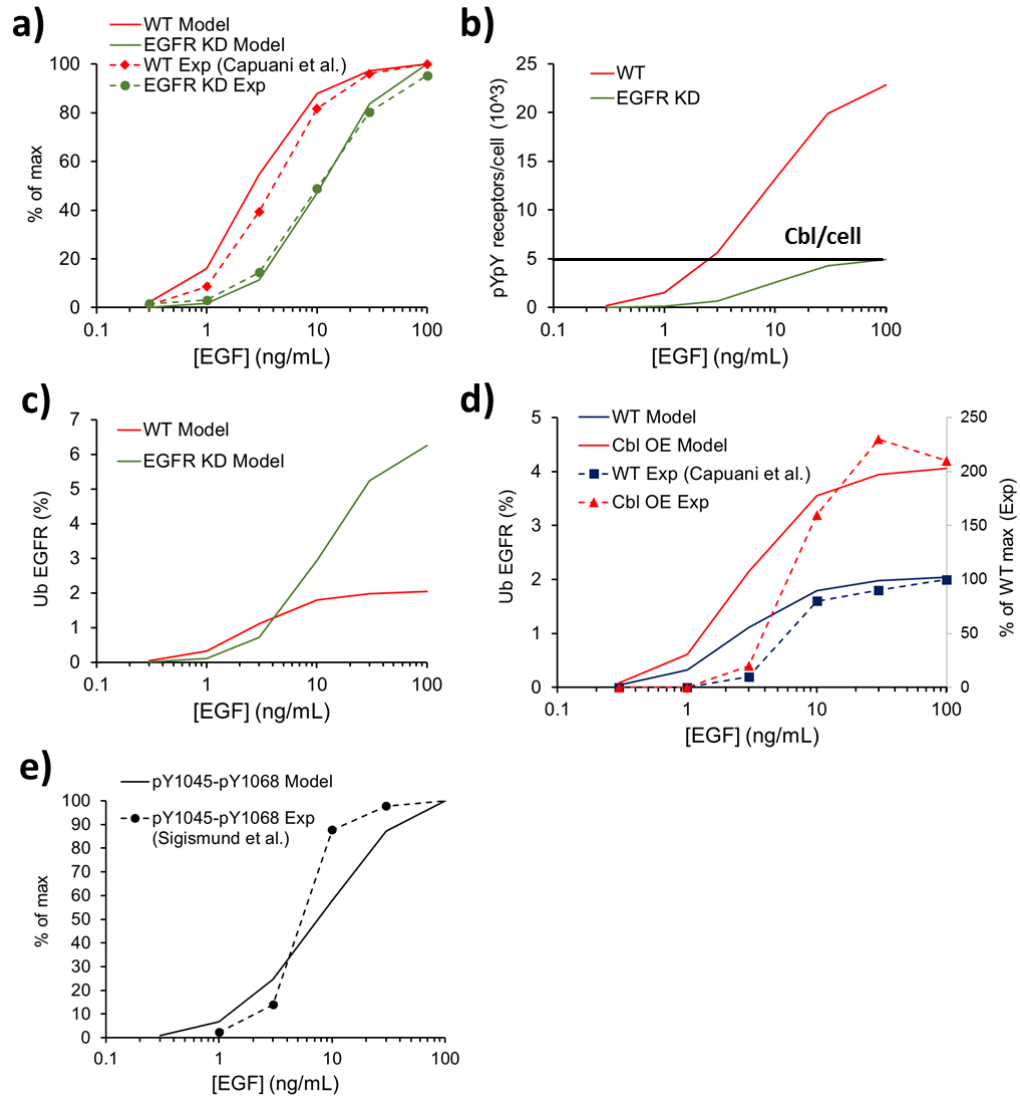 a)
WT Model
EGFR KD Model
WT Exp (Capuani et al.)
EGFR KD Exp
% of max
100
80
60
40
20
0
0.1
1
10
100
[EGF] (ng/mL)
b)
WT
EGFR KD
pYpY receptors/cell (10^3)
25
20
15
10
5
0
Cbl/cell
0.1
1
10
100
[EGF] (ng/mL)
c)
WT Model
EGFR KD Model
Ub EGFR (%)
7
6
5
4
3
2
1
0
0.1
1
10
100
[EGF] (ng/mL)
d)
WT Model
Cbl OE Model
WT Exp (Capuani et al.)
Cbl OE Exp
Ub EGFR (%)
5
4
3
2
1
0
250
200
150
100
50
0
% of WT max (Exp)
0.1
1
10
100
[EGF] (ng/mL)
e)
pY1045-pY1068 Model
pY1045-pY1068 Exp
(Sigismund et al.)
% of max
100
90
80
70
60
50
40
30
20
10
0
0.1
1
10
100
[EGF] (ng/mL)